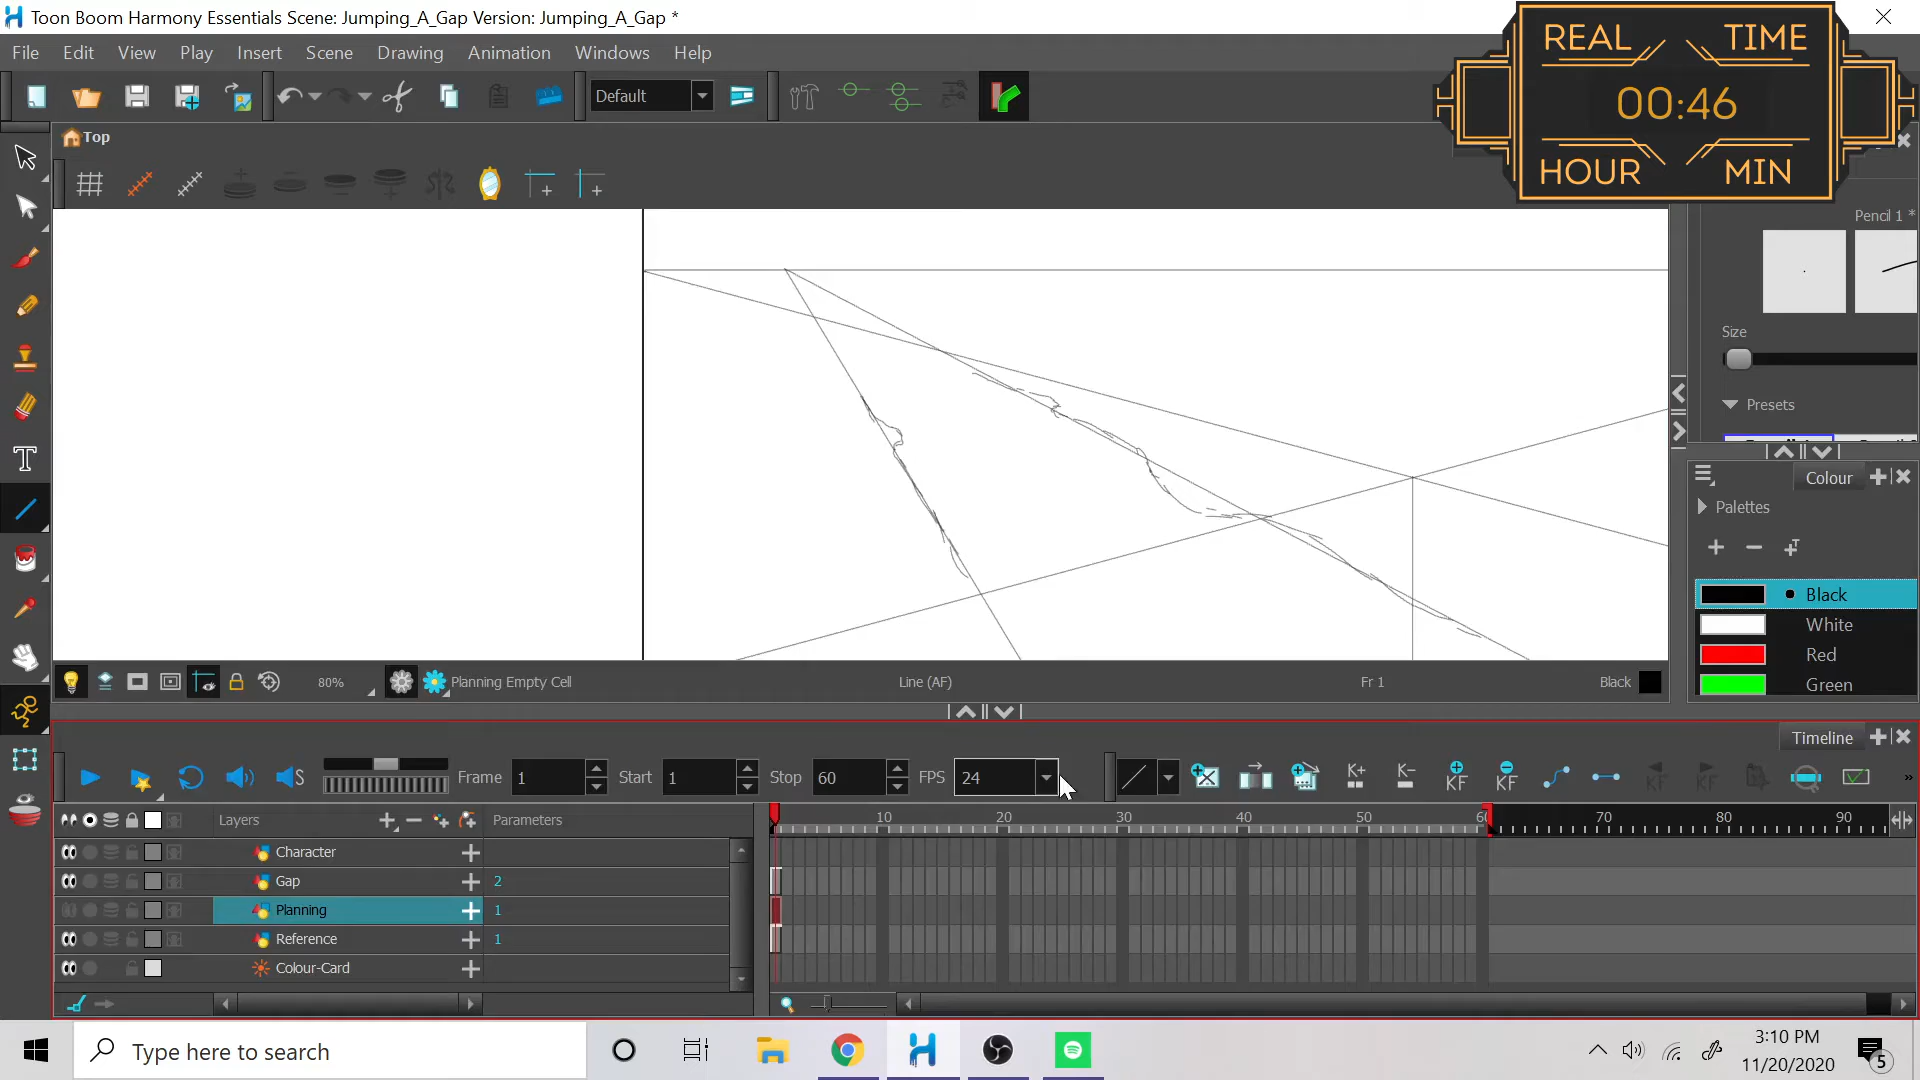 Toon Boom Harmony Essentials Scene: Jumping_A_Gap Version: Jumping_A_Gap *
File Edit View Play Insert Scene Drawing Animation Windows Help
REAL TIME
00:46
HOUR MIN
Default
Top
Pencil 1 *
Size
Presets
Colour
Palettes
Black
White
Red
Green
80% Planning Empty Cell Line (AF) Fr 1 Black
Timeline
Frame 1 Start 1 Stop 60 FPS 24
K+ K- KF KF KF KF
Layers Parameters 10 20 30 40 50 60 70 80 90
Character
Gap 2
Planning 1
Reference 1
Colour-Card
Type here to search
3:10 PM
11/20/2020
5